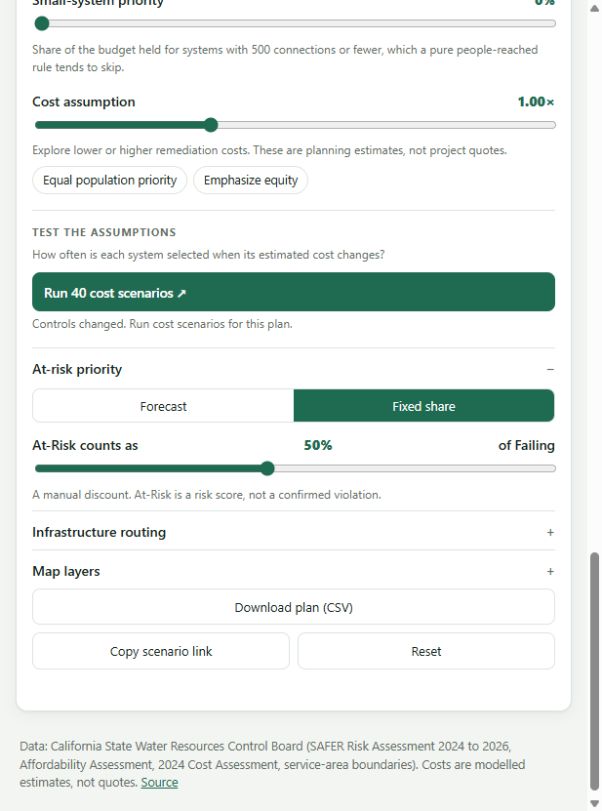 Small-system priority 0%
Share of the budget held for systems with 500 connections or fewer, which a pure people-reached
rule tends to skip.
Cost assumption 1.00×
Explore lower or higher remediation costs. These are planning estimates, not project quotes.
Equal population priority Emphasize equity
TEST THE ASSUMPTIONS
How often is each system selected when its estimated cost changes?
Run 40 cost scenarios ↗
Controls changed. Run cost scenarios for this plan.
At-risk priority −
Forecast Fixed share
At-Risk counts as 50% of Failing
A manual discount. At-Risk is a risk score, not a confirmed violation.
Infrastructure routing +
Map layers +
Download plan (CSV)
Copy scenario link Reset
Data: California State Water Resources Control Board (SAFER Risk Assessment 2024 to 2026,
Affordability Assessment, 2024 Cost Assessment, service-area boundaries). Costs are modelled
estimates, not quotes. Source